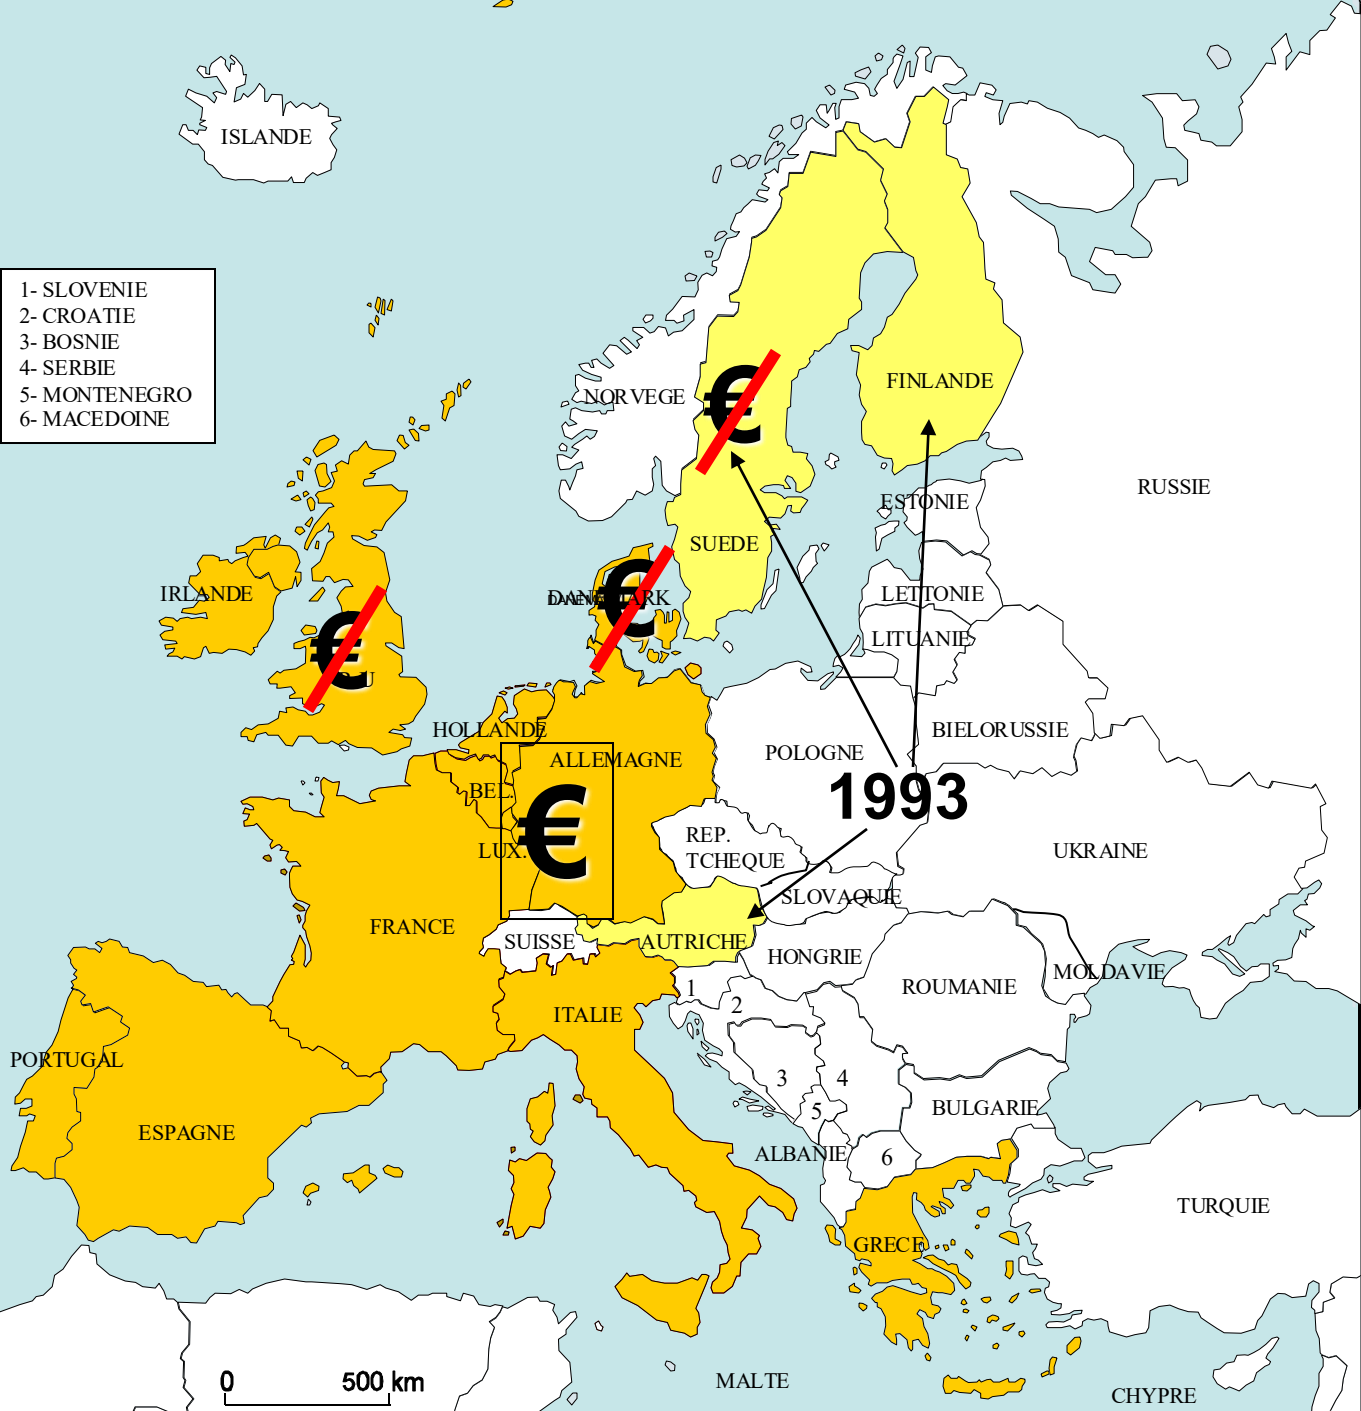 ISLANDE
1- SLOVENIE
2- CROATIE
3- BOSNIE
4- SERBIE
5- MONTENEGRO
6- MACEDOINE
NORVEGE
€
FINLANDE
RUSSIE
ESTONIE
SUEDE
IRLANDE
DANEMARK
€
LETTONIE
LITUANIE
€
R-U
HOLLANDE
ALLEMAGNE
POLOGNE
BIELORUSSIE
BEL.
€
1993
LUX.
REP.
TCHEQUE
UKRAINE
SLOVAQUIE
FRANCE
SUISSE
AUTRICHE
HONGRIE
MOLDAVIE
ROUMANIE
1
2
ITALIE
PORTUGAL
3
4
5
BULGARIE
ESPAGNE
ALBANIE
6
TURQUIE
GRECE
0
500 km
MALTE
CHYPRE